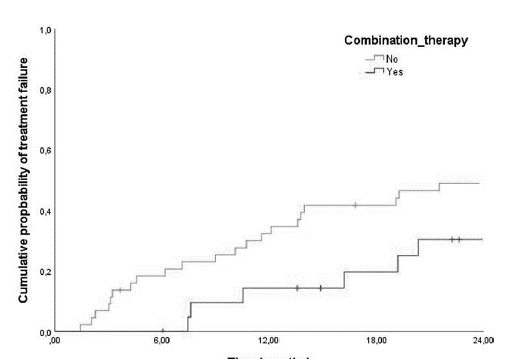 Combination_therapy
No
Yes
Cumulative propbability of treatment failure
1,0
0,8
0,6
0,4
0,2
0,0
,00
6,00
12,00
18,00
24,00